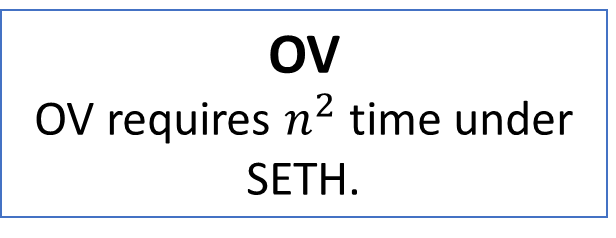 OV
OV requires n² time under
SETH.